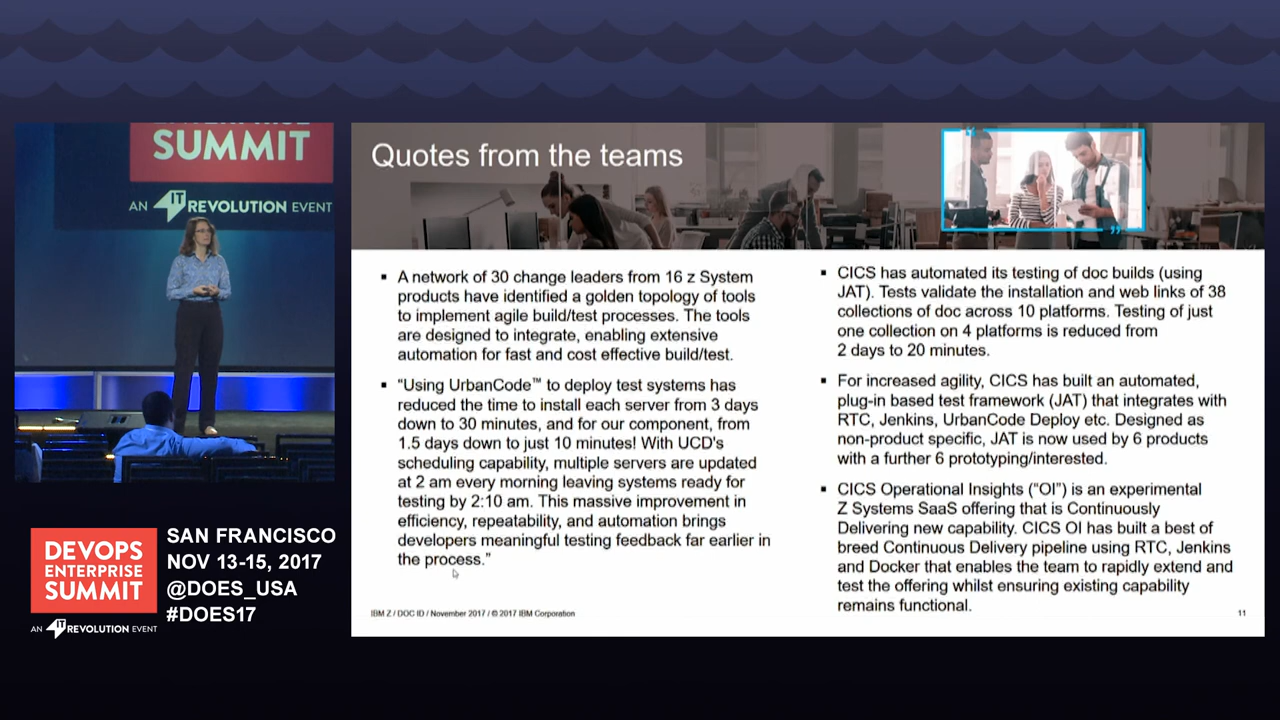 ENTERPRISE
SUMMIT
AN IT REVOLUTION EVENT
Quotes from the teams
▪ A network of 30 change leaders from 16 z System
products have identified a golden topology of tools
to implement agile build/test processes. The tools
are designed to integrate, enabling extensive
automation for fast and cost effective build/test.
▪ “Using UrbanCode™ to deploy test systems has
reduced the time to install each server from 3 days
down to 30 minutes, and for our component, from
1.5 days down to just 10 minutes! With UCD's
scheduling capability, multiple servers are updated
at 2 am every morning leaving systems ready for
testing by 2:10 am. This massive improvement in
efficiency, repeatability, and automation brings
developers meaningful testing feedback far earlier in
the process.”
▪ CICS has automated its testing of doc builds (using
JAT). Tests validate the installation and web links of 38
collections of doc across 10 platforms. Testing of just
one collection on 4 platforms is reduced from
2 days to 20 minutes.
▪ For increased agility, CICS has built an automated,
plug-in based test framework (JAT) that integrates with
RTC, Jenkins, UrbanCode Deploy etc. Designed as
non-product specific, JAT is now used by 6 products
with a further 6 prototyping/interested.
▪ CICS Operational Insights (“OI”) is an experimental
Z Systems SaaS offering that is Continuously
Delivering new capability. CICS OI has built a best of
breed Continuous Delivery pipeline using RTC, Jenkins
and Docker that enables the team to rapidly extend and
test the offering whilst ensuring existing capability
remains functional.
IBM Z / DOC ID / November 2017 / © 2017 IBM Corporation
11
DEVOPS
ENTERPRISE
SUMMIT
AN IT REVOLUTION EVENT
SAN FRANCISCO
NOV 13-15, 2017
@DOES_USA
#DOES17